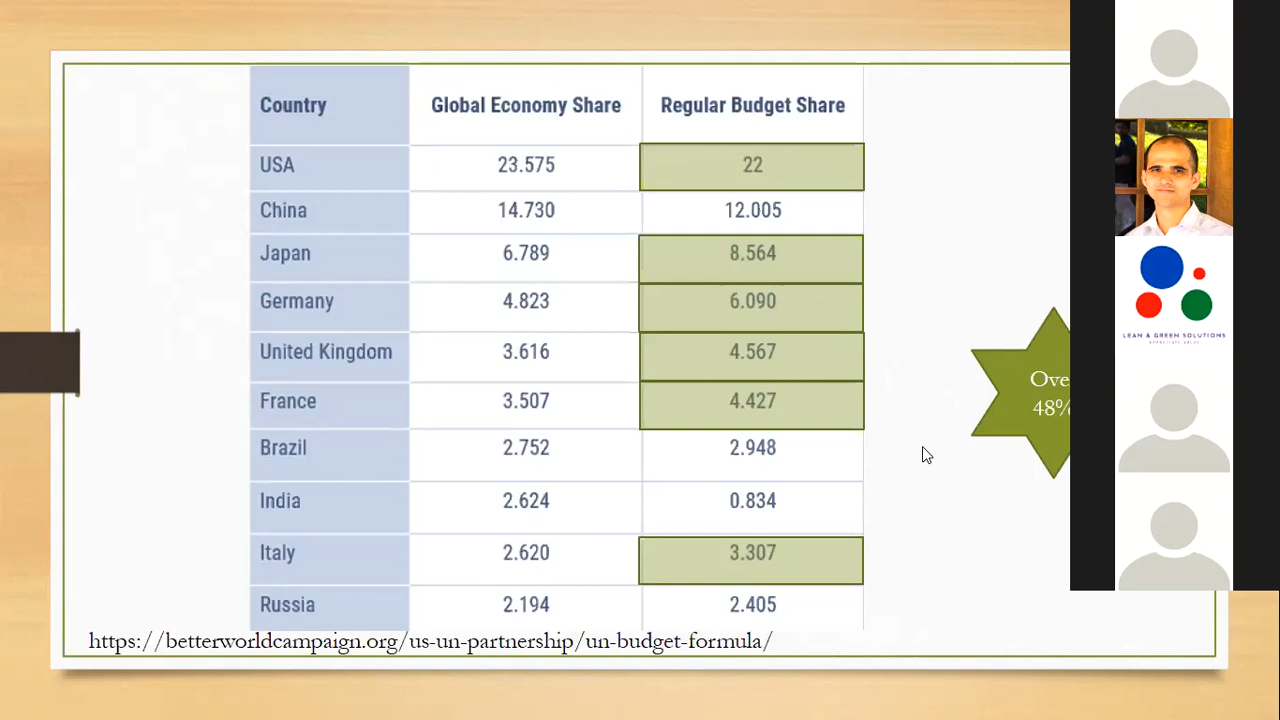 Country Global Economy Share Regular Budget Share
USA 23.575 22
China 14.730 12.005
Japan 6.789 8.564
Germany 4.823 6.090
United Kingdom 3.616 4.567
France 3.507 4.427
Brazil 2.752 2.948
India 2.624 0.834
Italy 2.620 3.307
Russia 2.194 2.405
https://betterworldcampaign.org/us-un-partnership/un-budget-formula/
48%
LEAN & GREEN SOLUTIONS